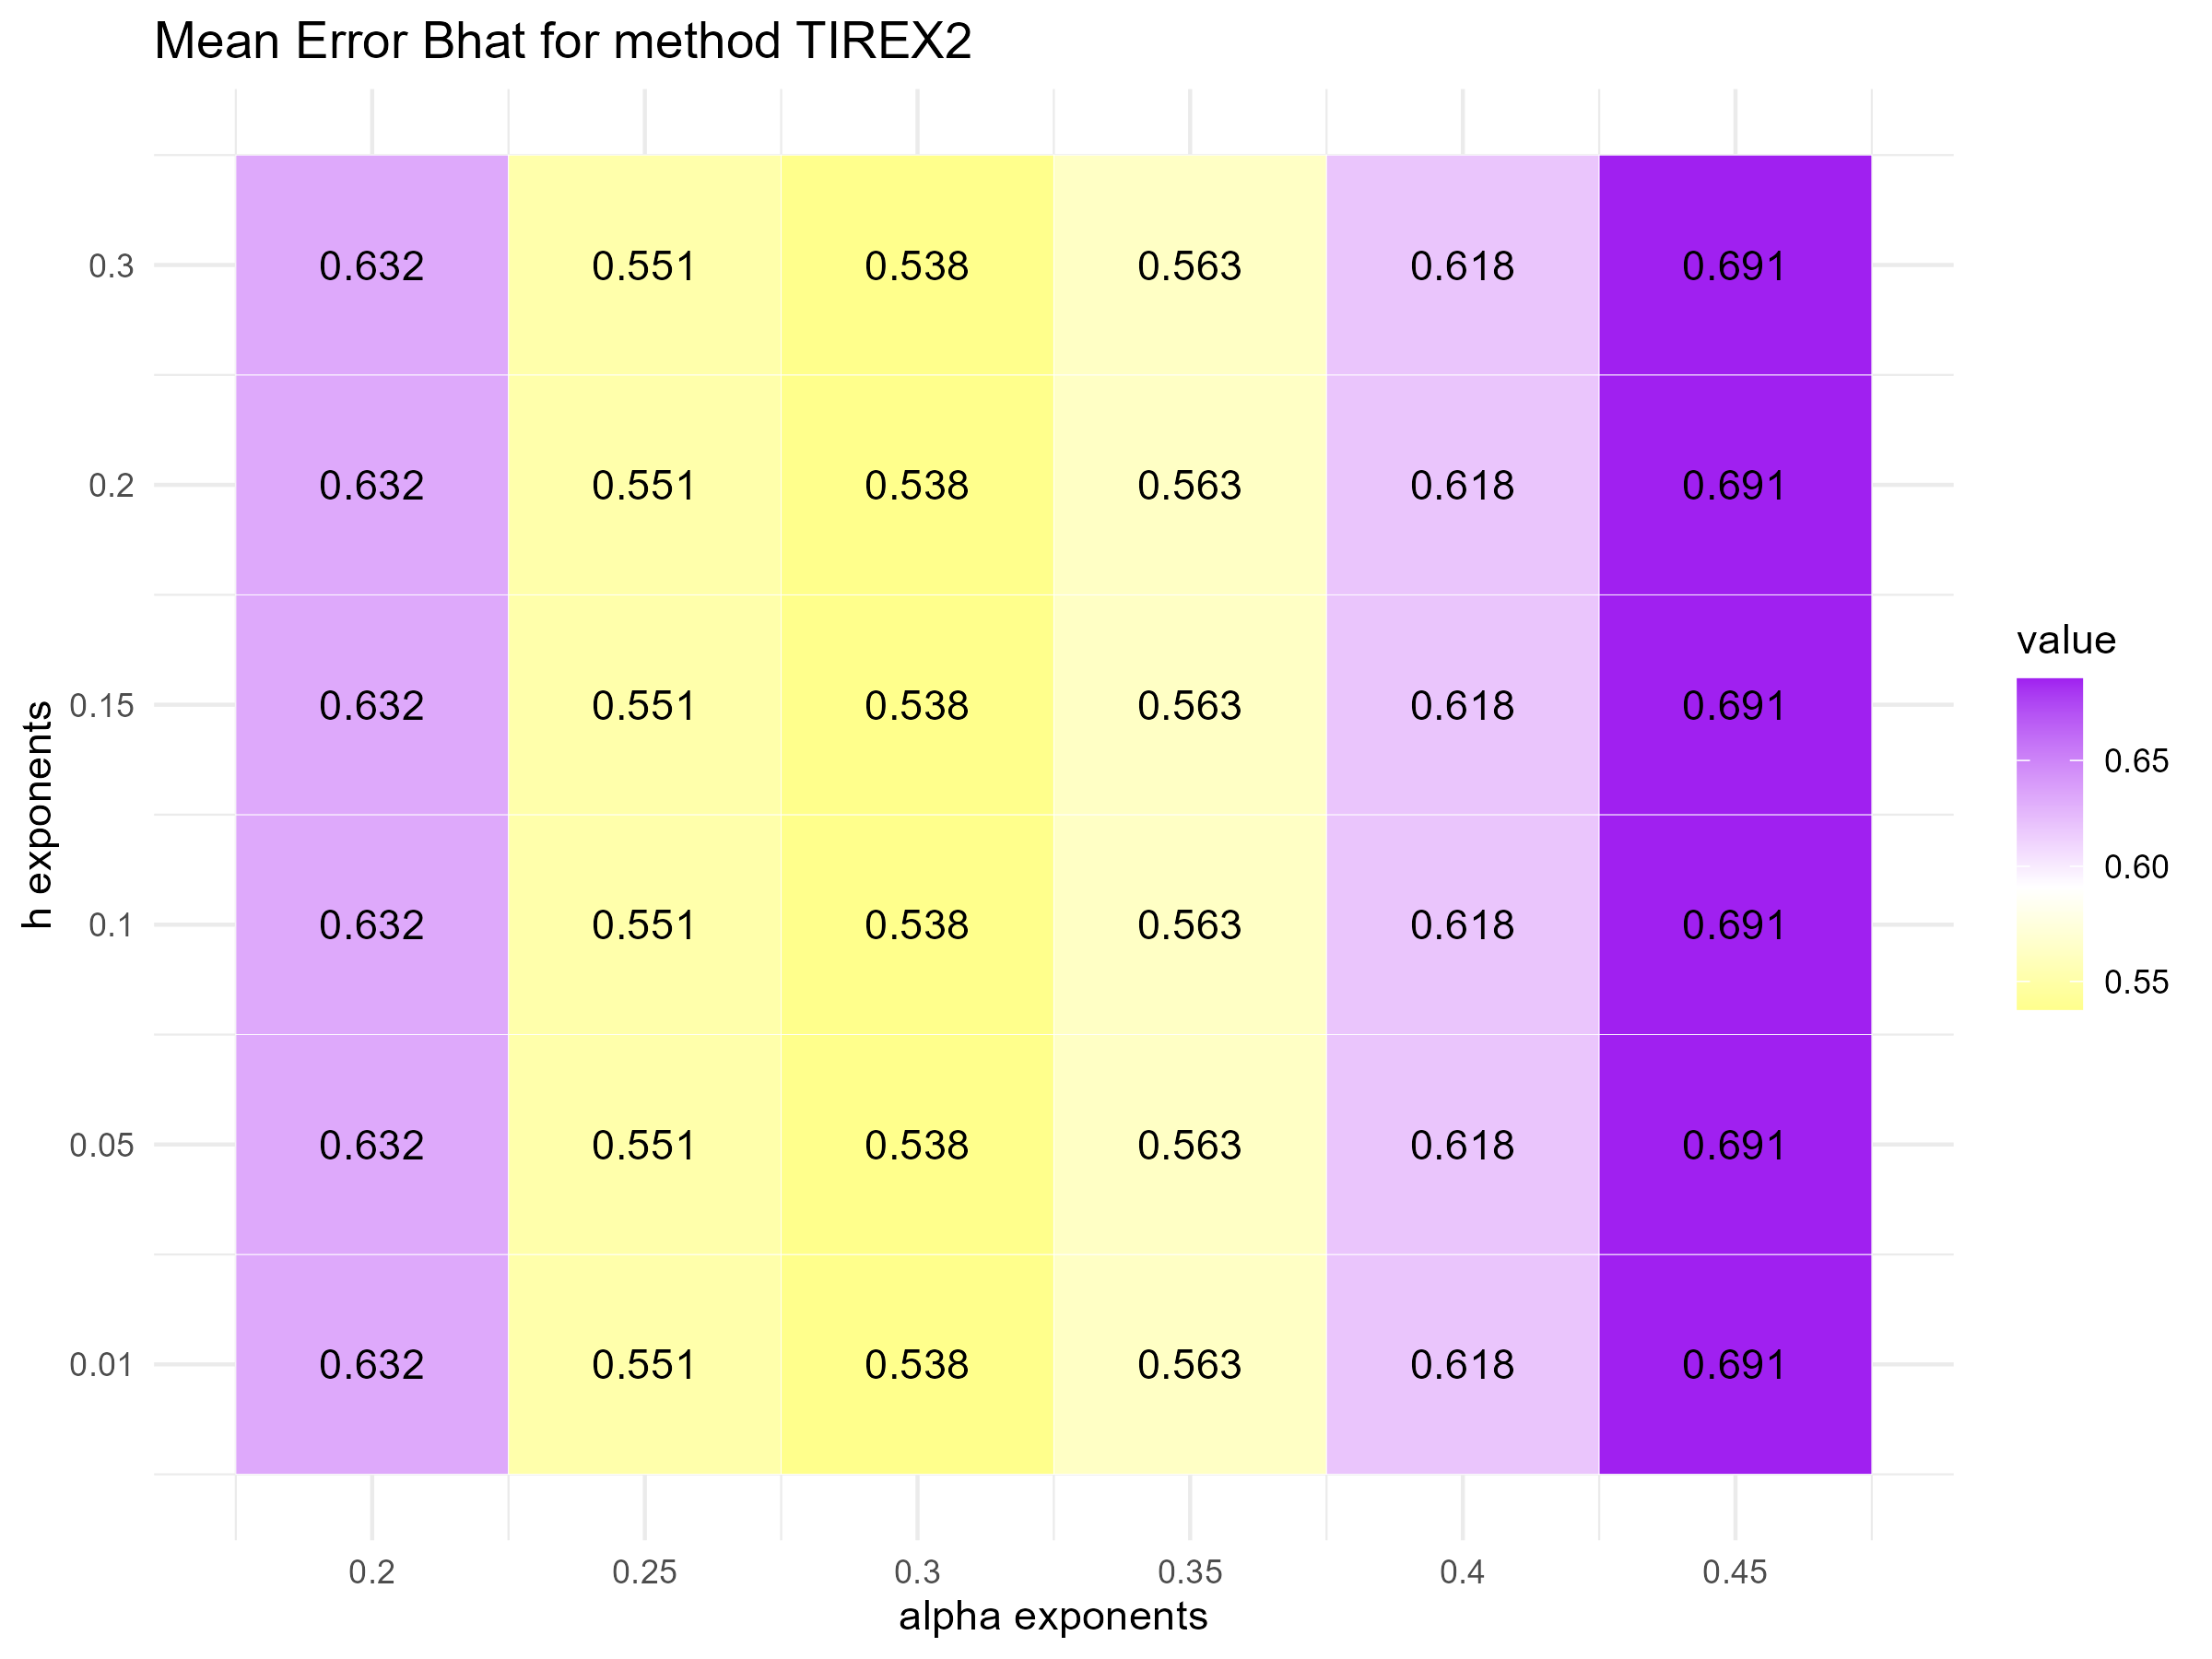 Mean Error Bhat for method TIREX2
h exponents
0.3 0.632 0.551 0.538 0.563 0.618 0.691
0.2 0.632 0.551 0.538 0.563 0.618 0.691
0.15 0.632 0.551 0.538 0.563 0.618 0.691
0.1 0.632 0.551 0.538 0.563 0.618 0.691
0.05 0.632 0.551 0.538 0.563 0.618 0.691
0.01 0.632 0.551 0.538 0.563 0.618 0.691
0.2 0.25 0.3 0.35 0.4 0.45
alpha exponents
value
0.65
0.60
0.55